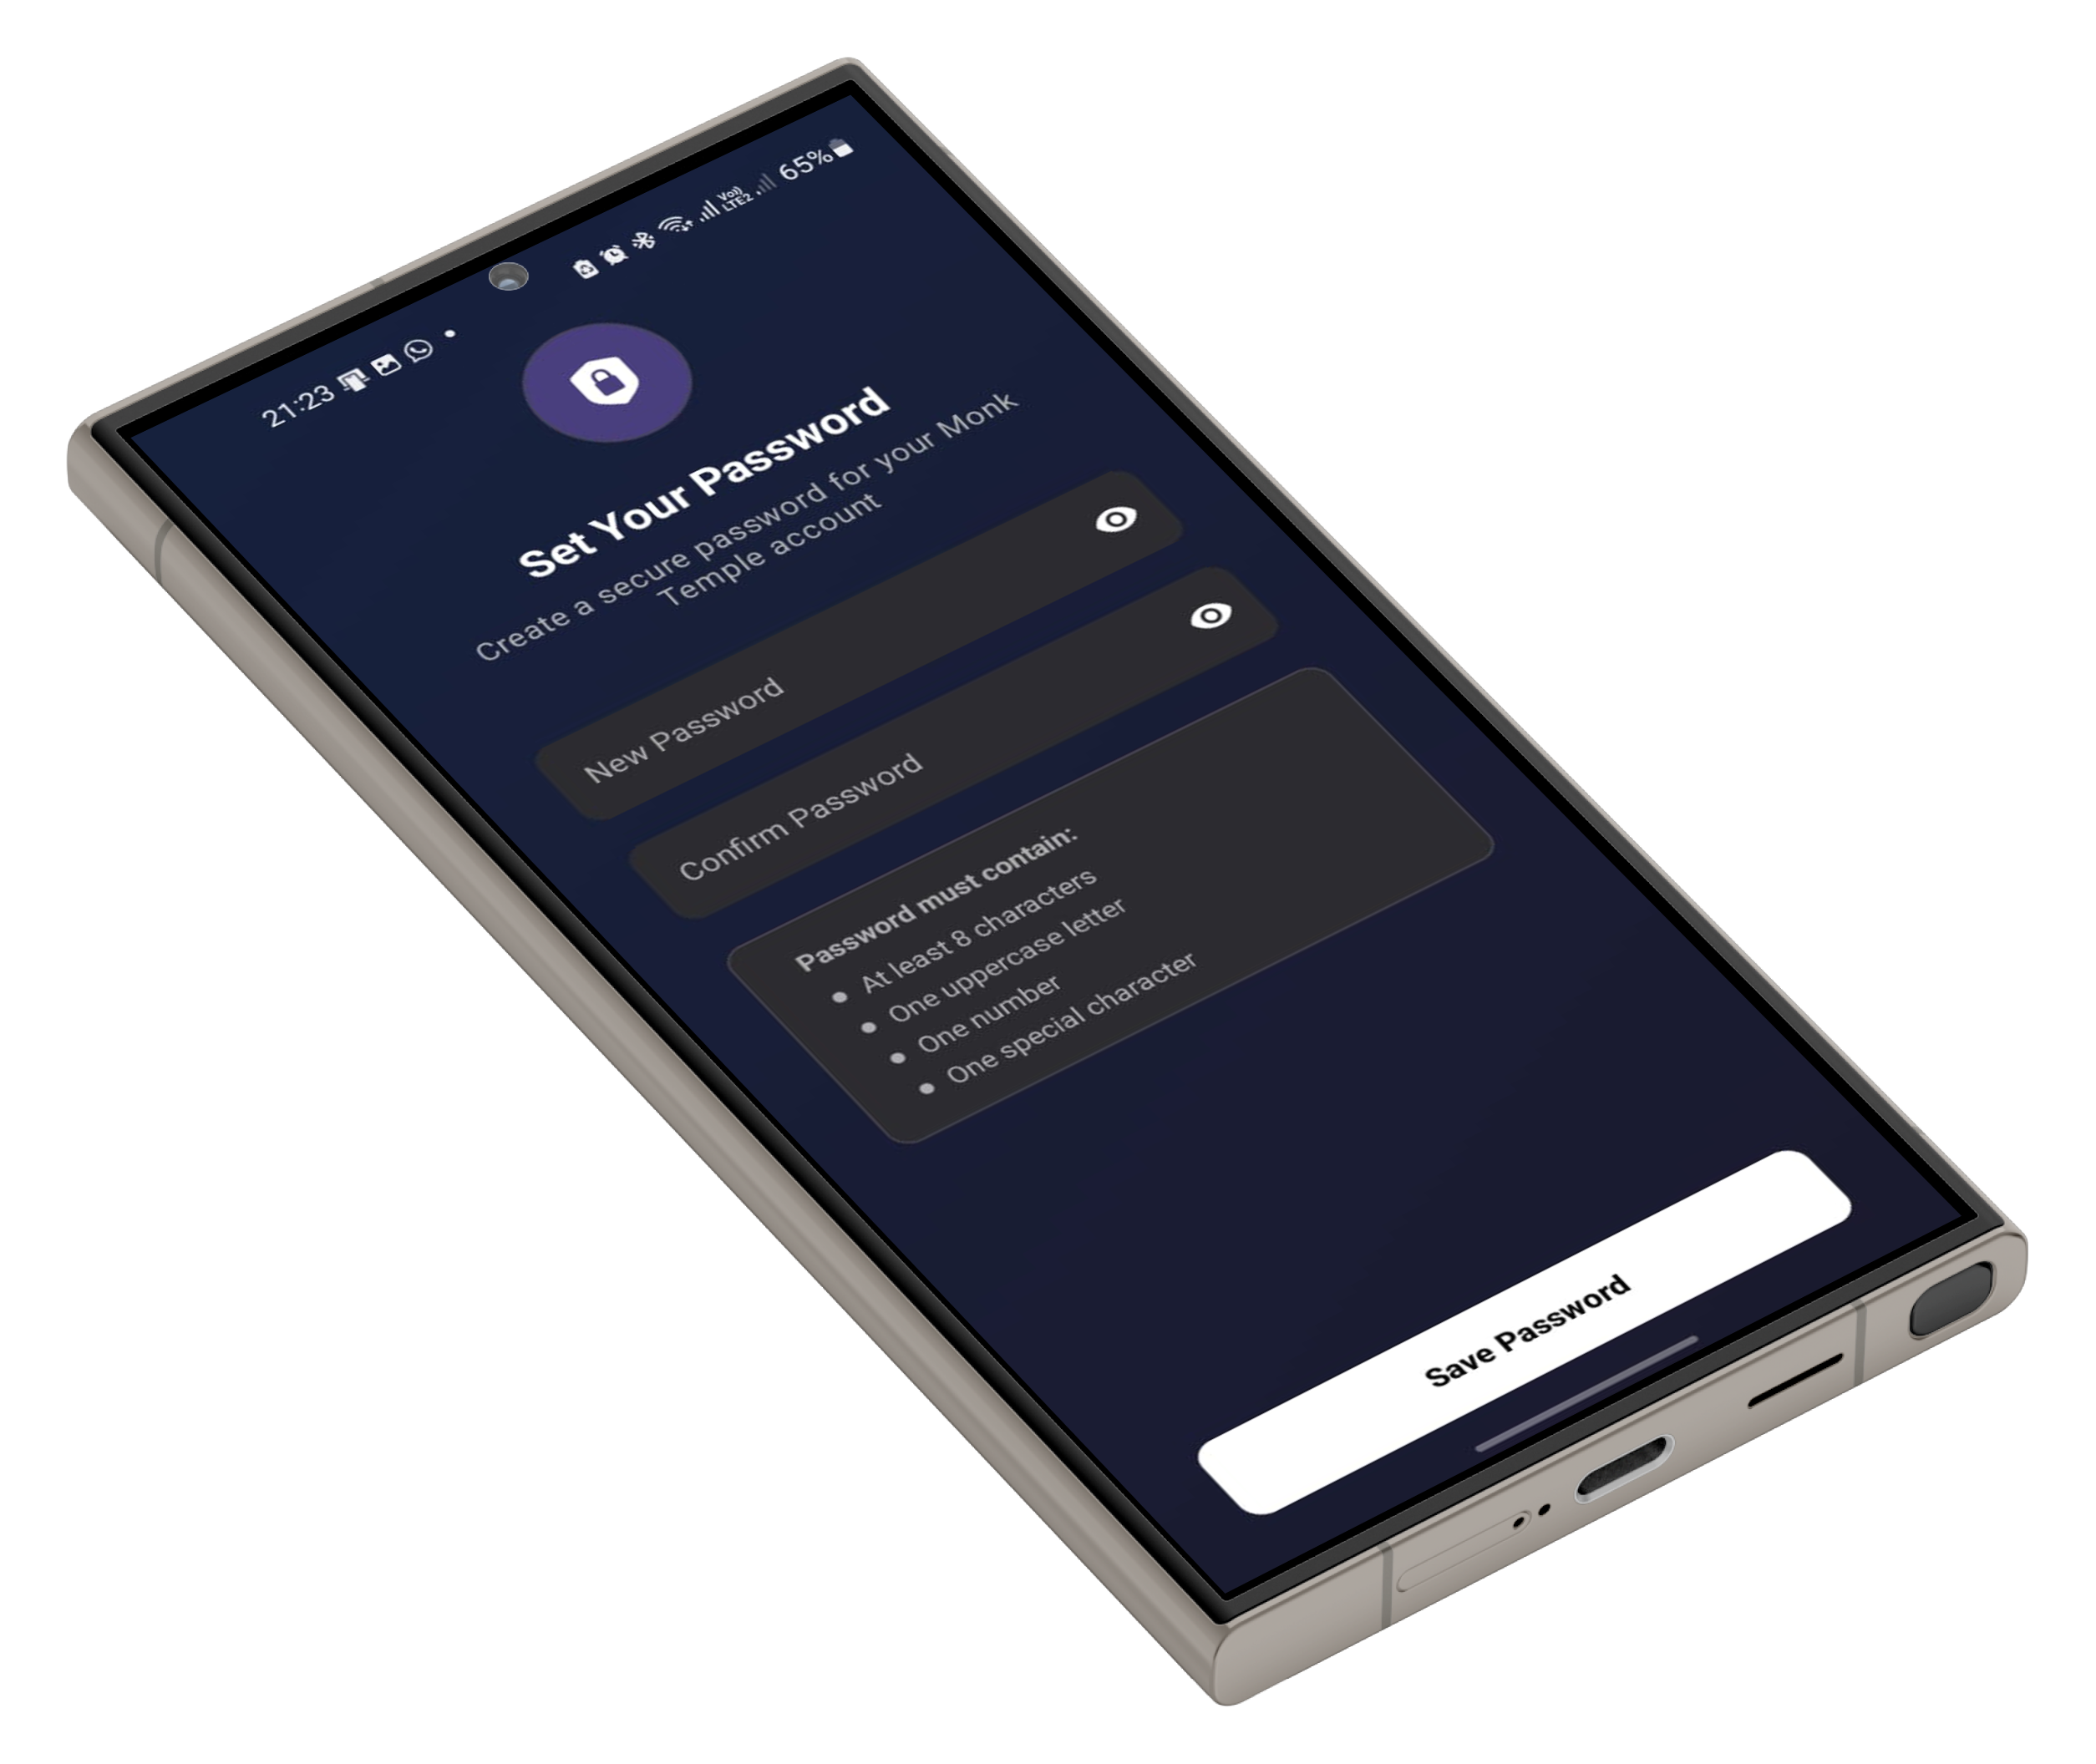 21:23
Vo))
LTE2
65%
Set Your Password
Create a secure password for your Monk
Temple account
New Password
Confirm Password
Password must contain:
At least 8 characters
One uppercase letter
One number
One special character
Save Password